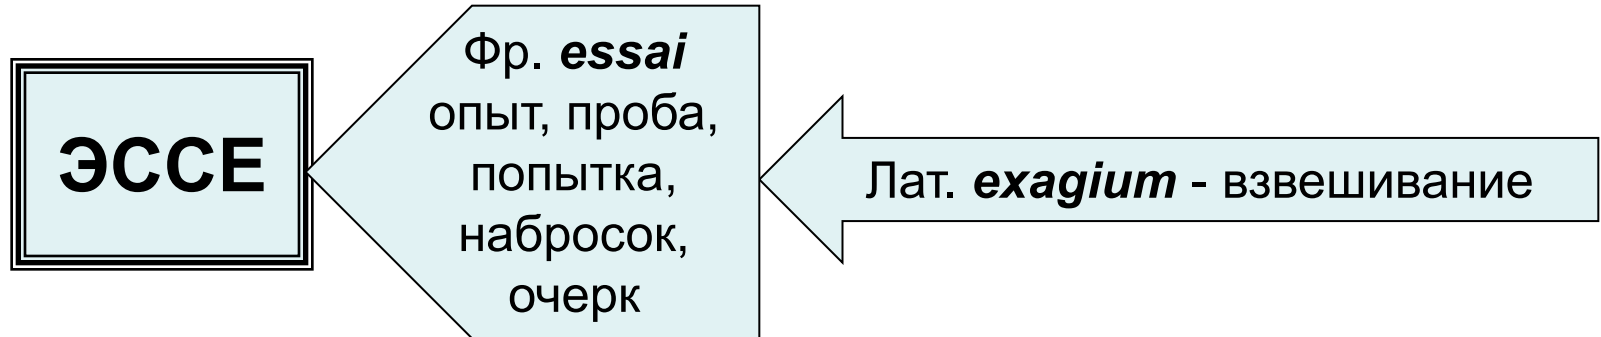 ЭССЕ
Фр. essai
опыт, проба,
попытка,
набросок,
очерк
Лат. exagium - взвешивание